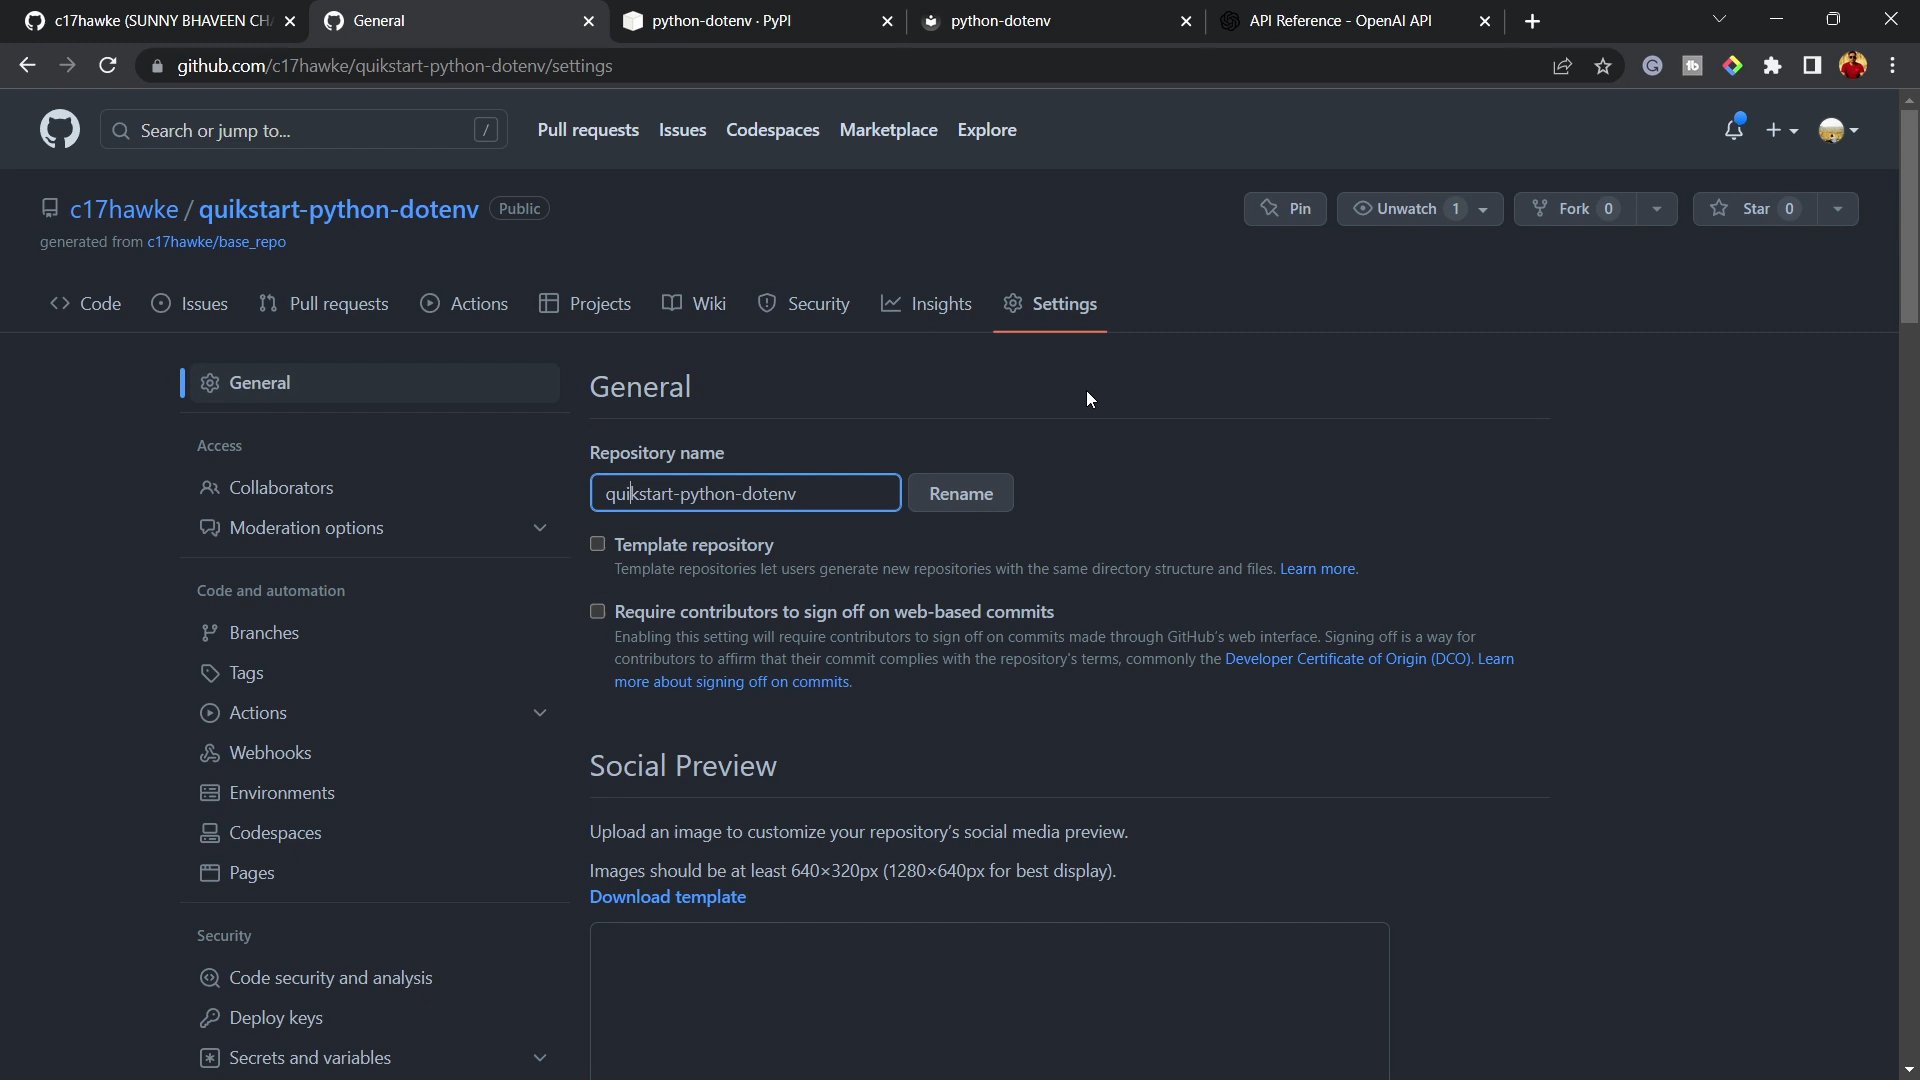 c17hawke (SUNNY BHAVEEN CH
General
python-dotenv · PyPI
python-dotenv
API Reference - OpenAI API
github.com/c17hawke/quikstart-python-dotenv/settings
Search or jump to...
/
Pull requests
Issues
Codespaces
Marketplace
Explore
c17hawke / quikstart-python-dotenv
Public
Pin
Unwatch 1
Fork 0
Star 0
generated from c17hawke/base_repo
Code
Issues
Pull requests
Actions
Projects
Wiki
Security
Insights
Settings
General
Access
Collaborators
Moderation options
Code and automation
Branches
Tags
Actions
Webhooks
Environments
Codespaces
Pages
Security
Code security and analysis
Deploy keys
Secrets and variables
General
Repository name
quikstart-python-dotenv
Rename
Template repository
Template repositories let users generate new repositories with the same directory structure and files. Learn more.
Require contributors to sign off on web-based commits
Enabling this setting will require contributors to sign off on commits made through GitHub's web interface. Signing off is a way for
contributors to affirm that their commit complies with the repository's terms, commonly the Developer Certificate of Origin (DCO). Learn
more about signing off on commits.
Social Preview
Upload an image to customize your repository's social media preview.
Images should be at least 640×320px (1280×640px for best display).
Download template